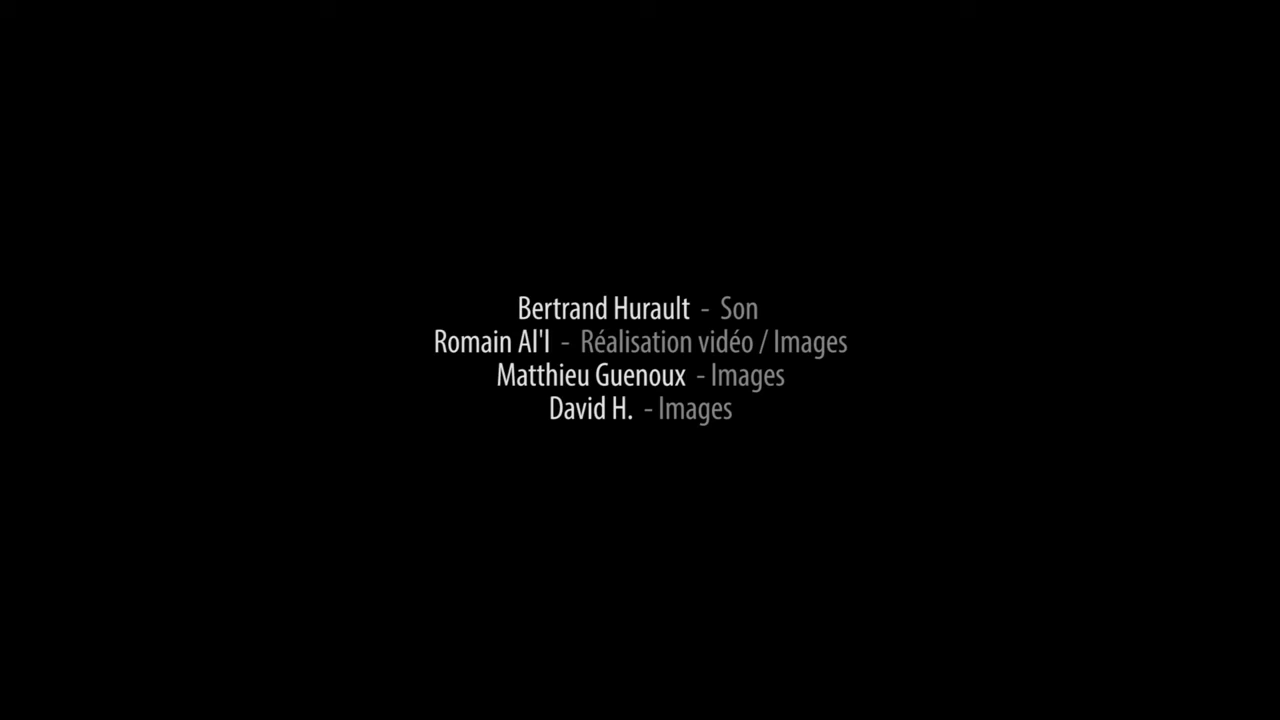 Bertrand Hurault - Son
Romain Al'l - Réalisation vidéo / Images
Matthieu Guenoux - Images
David H. - Images